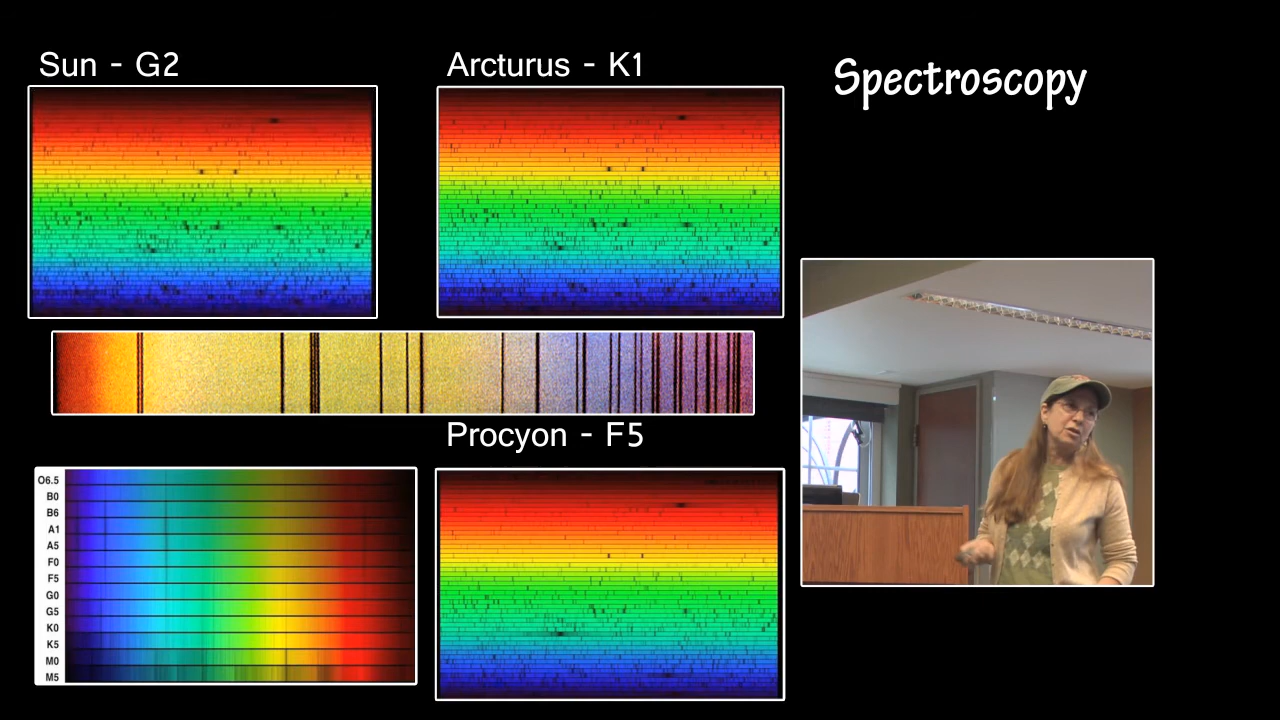 Sun - G2
Arcturus - K1
Spectroscopy
Procyon - F5
O6.5
B0
B6
A1
A5
F0
F5
G0
G5
K0
K5
M0
M5